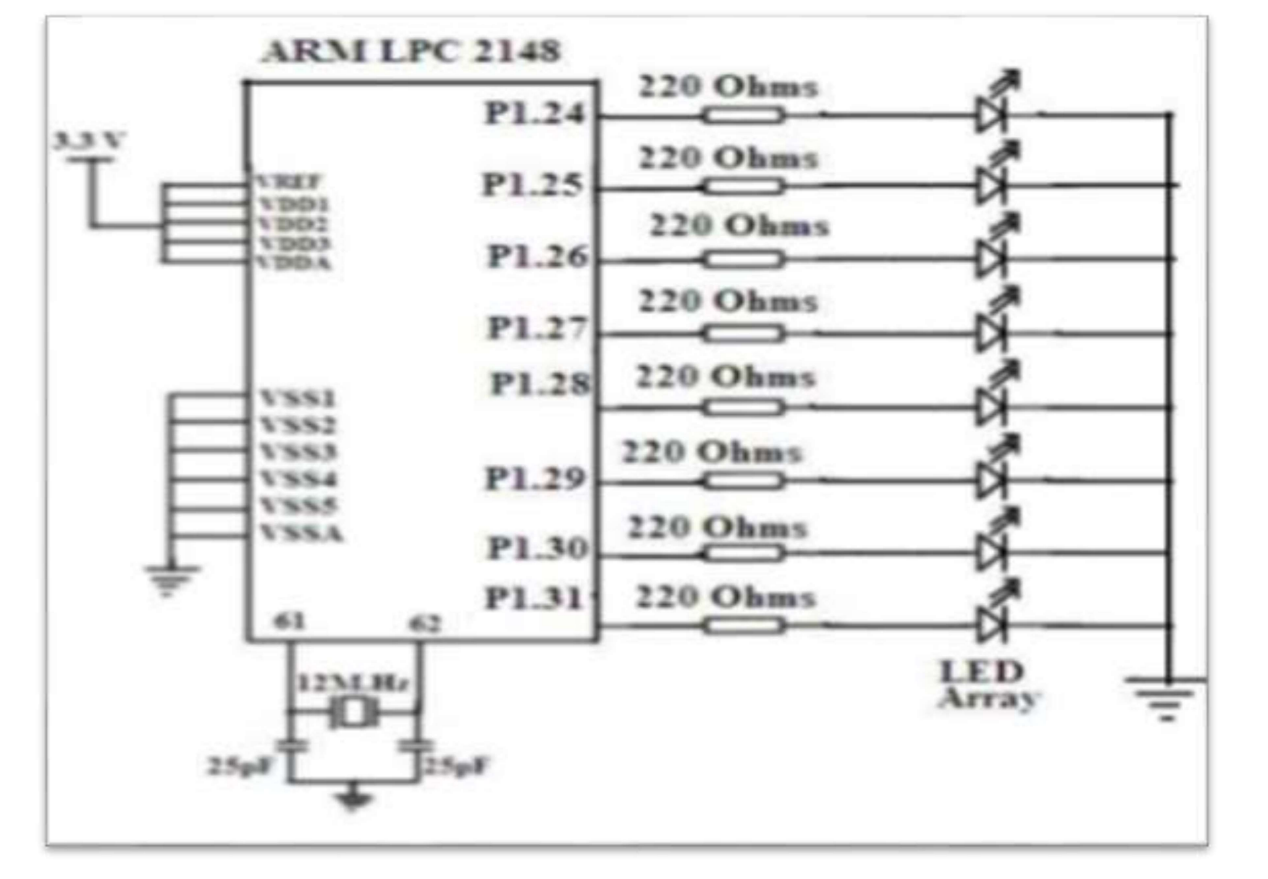 ARM LPC 2148
3.3 V
VREF
VDD1
VDD2
VDD3
VDDA
VSS1
VSS2
VSS3
VSS4
VSS5
VSSA
61
62
12M.Hz
25pF
25pF
P1.24
220 Ohms
P1.25
220 Ohms
P1.26
220 Ohms
P1.27
220 Ohms
P1.28
220 Ohms
P1.29
220 Ohms
P1.30
220 Ohms
P1.31
220 Ohms
LED
Array